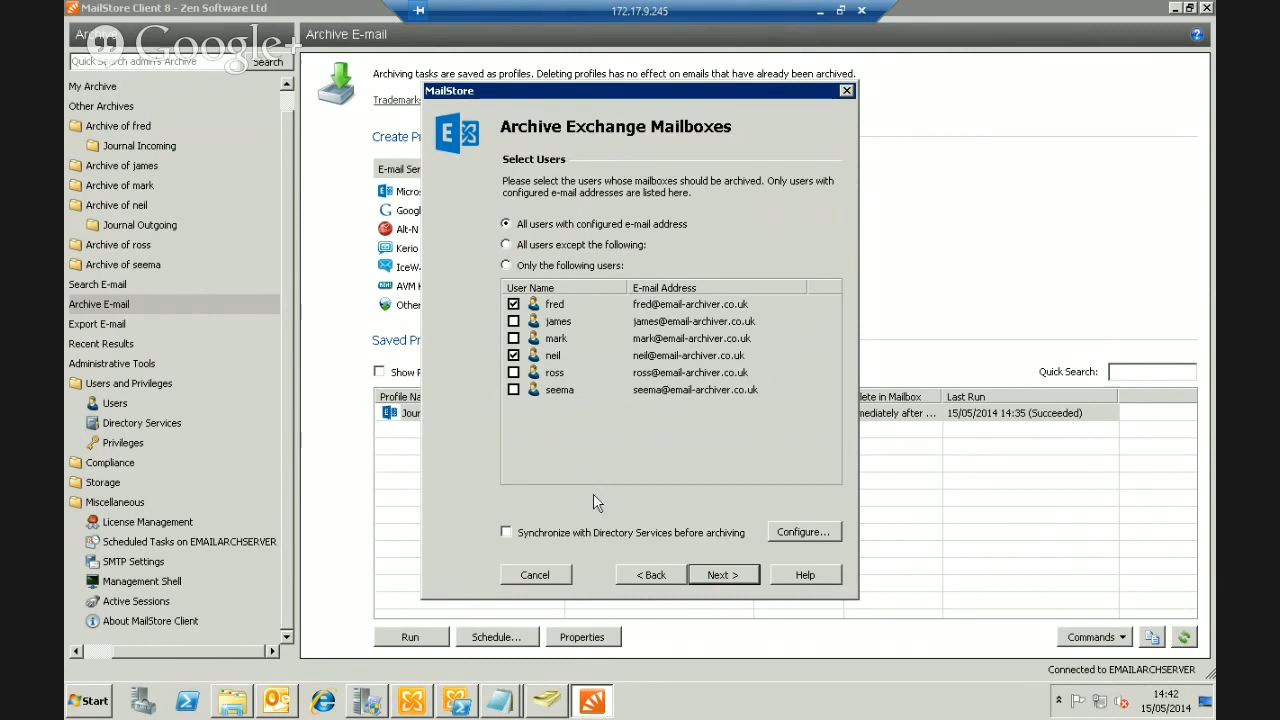 MailStore Client 8 - Zen Software Ltd
172.17.9.245
Archive
Google+
Archive E-mail
Search
My Archive
Other Archives
Archive of fred
Journal Incoming
Archive of james
Archive of mark
Archive of neil
Journal Outgoing
Archive of ross
Archive of seema
Search E-mail
Archive E-mail
Export E-mail
Recent Results
Administrative Tools
Users and Privileges
Users
Directory Services
Privileges
Compliance
Storage
Miscellaneous
License Management
Scheduled Tasks on EMAILARCHSERVER
SMTP Settings
Management Shell
Active Sessions
About MailStore Client
Archiving tasks are saved as profiles. Deleting profiles has no effect on emails that have already been archived.
Trademark
Create Pr
E-mail Ser
Micros
Google
Alt-N
Kerio
IceWa
AVM K
Other
Saved Pr
Show P
Quick Search:
Profile Na
lete in Mailbox
Last Run
Jour
mediately after ...
15/05/2014 14:35 (Succeeded)
MailStore
Archive Exchange Mailboxes
Select Users
Please select the users whose mailboxes should be archived. Only users with
configured e-mail addresses are listed here.
All users with configured e-mail address
All users except the following:
Only the following users:
User Name E-Mail Address
fred fred@email-archiver.co.uk
james james@email-archiver.co.uk
mark mark@email-archiver.co.uk
neil neil@email-archiver.co.uk
ross ross@email-archiver.co.uk
seema seema@email-archiver.co.uk
Synchronize with Directory Services before archiving
Configure...
Cancel
< Back
Next >
Help
Run
Schedule...
Properties
Commands
Connected to EMAILARCHSERVER
Start
14:42
15/05/2014